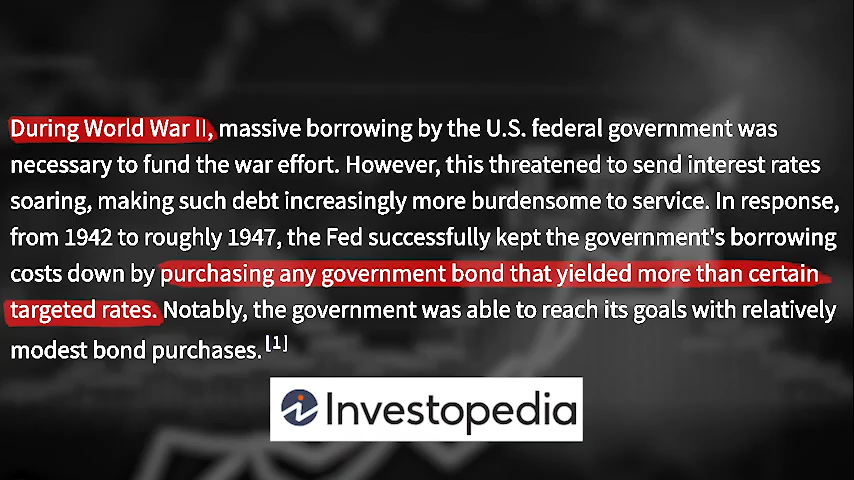 During World War II, massive borrowing by the U.S. federal government was
necessary to fund the war effort. However, this threatened to send interest rates
soaring, making such debt increasingly more burdensome to service. In response,
from 1942 to roughly 1947, the Fed successfully kept the government's borrowing
costs down by purchasing any government bond that yielded more than certain
targeted rates. Notably, the government was able to reach its goals with relatively
modest bond purchases. [1]
Investopedia